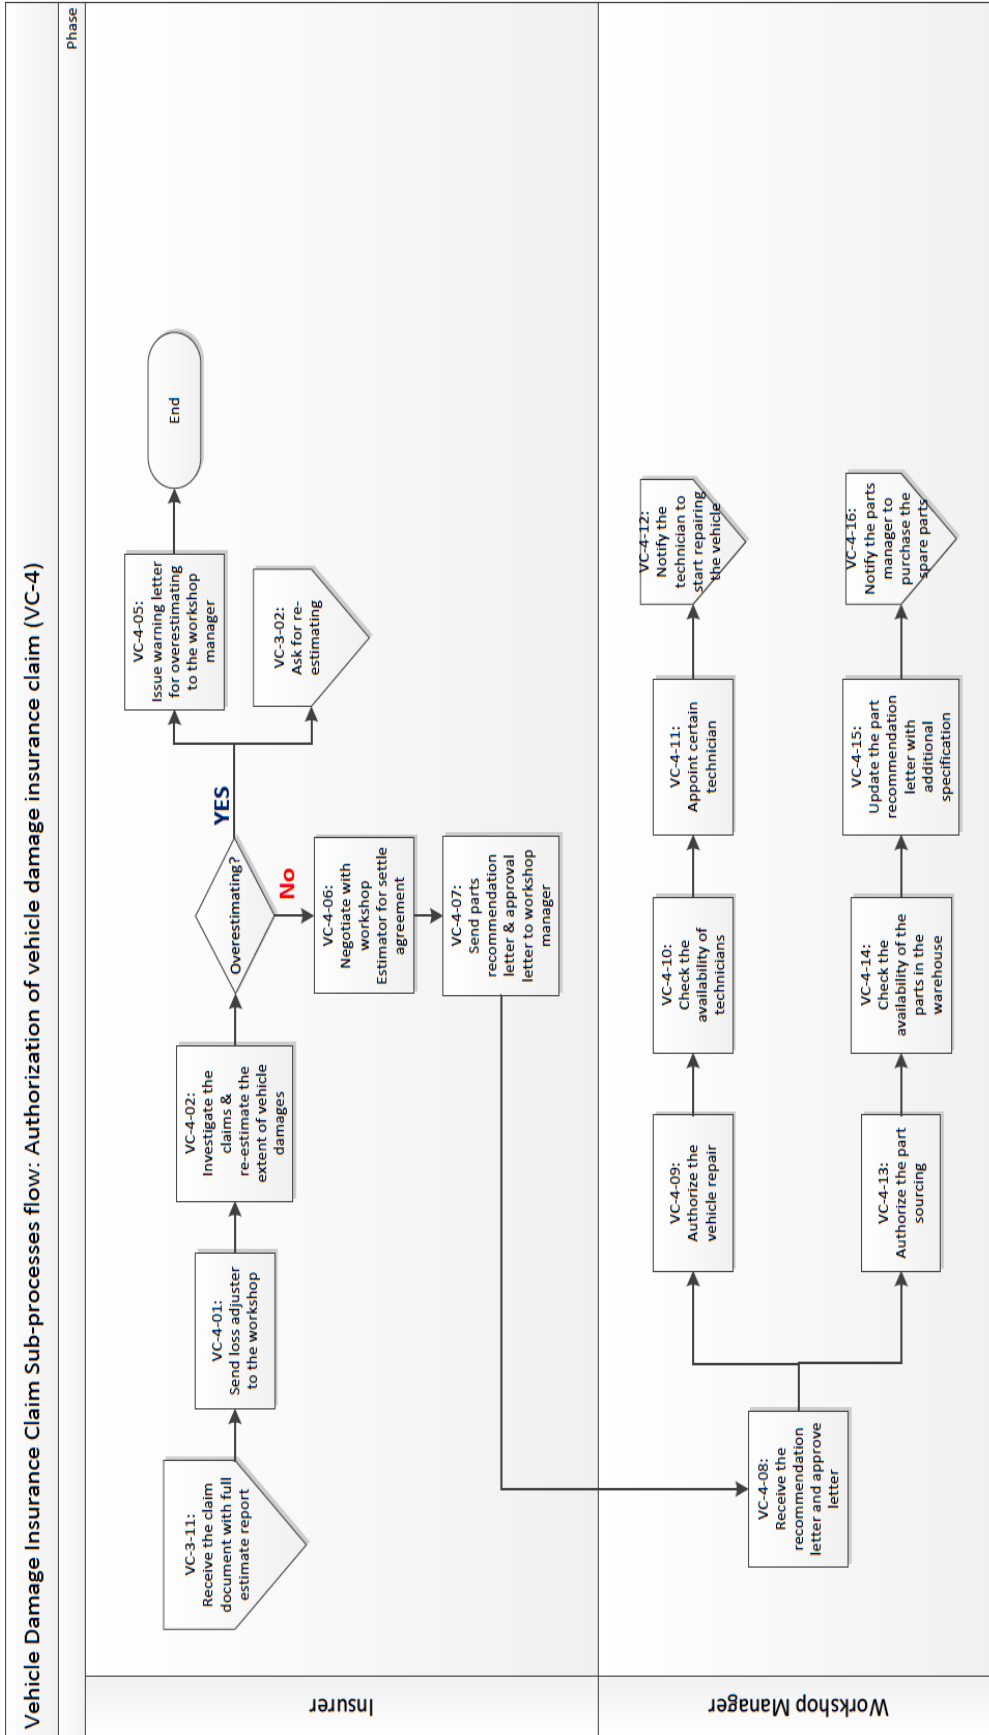 Vehicle Damage Insurance Claim Sub-processes flow: Authorization of vehicle damage insurance claim (VC-4)
Phase
Insurer
VC-3-11:
Receive the claim
document with full
estimate report
VC-4-01:
Send loss adjuster
to the workshop
VC-4-02:
Investigate the
claims &
re-estimate the
extent of vehicle
damages
Overestimating?
YES
No
VC-4-05:
Issue warning letter
for overestimating
to the workshop
manager
End
VC-3-02:
Ask for re-
estimating
VC-4-06:
Negotiate with
workshop
Estimator for settle
agreement
VC-4-07:
Send parts
recommendation
letter & approval
letter to workshop
manager
Workshop Manager
VC-4-08:
Receive the
recommendation
letter and approve
letter
VC-4-09:
Authorize the
vehicle repair
VC-4-10:
Check the
availability of
technicians
VC-4-11:
Appoint certain
technician
VC-4-12:
Notify the
technician to
start repairing
the vehicle
VC-4-13:
Authorize the part
sourcing
VC-4-14:
Check the
availability of the
parts in the
warehouse
VC-4-15:
Update the part
recommendation
letter with
additional
specification
VC-4-16:
Notify the parts
manager to
purchase the
spare parts